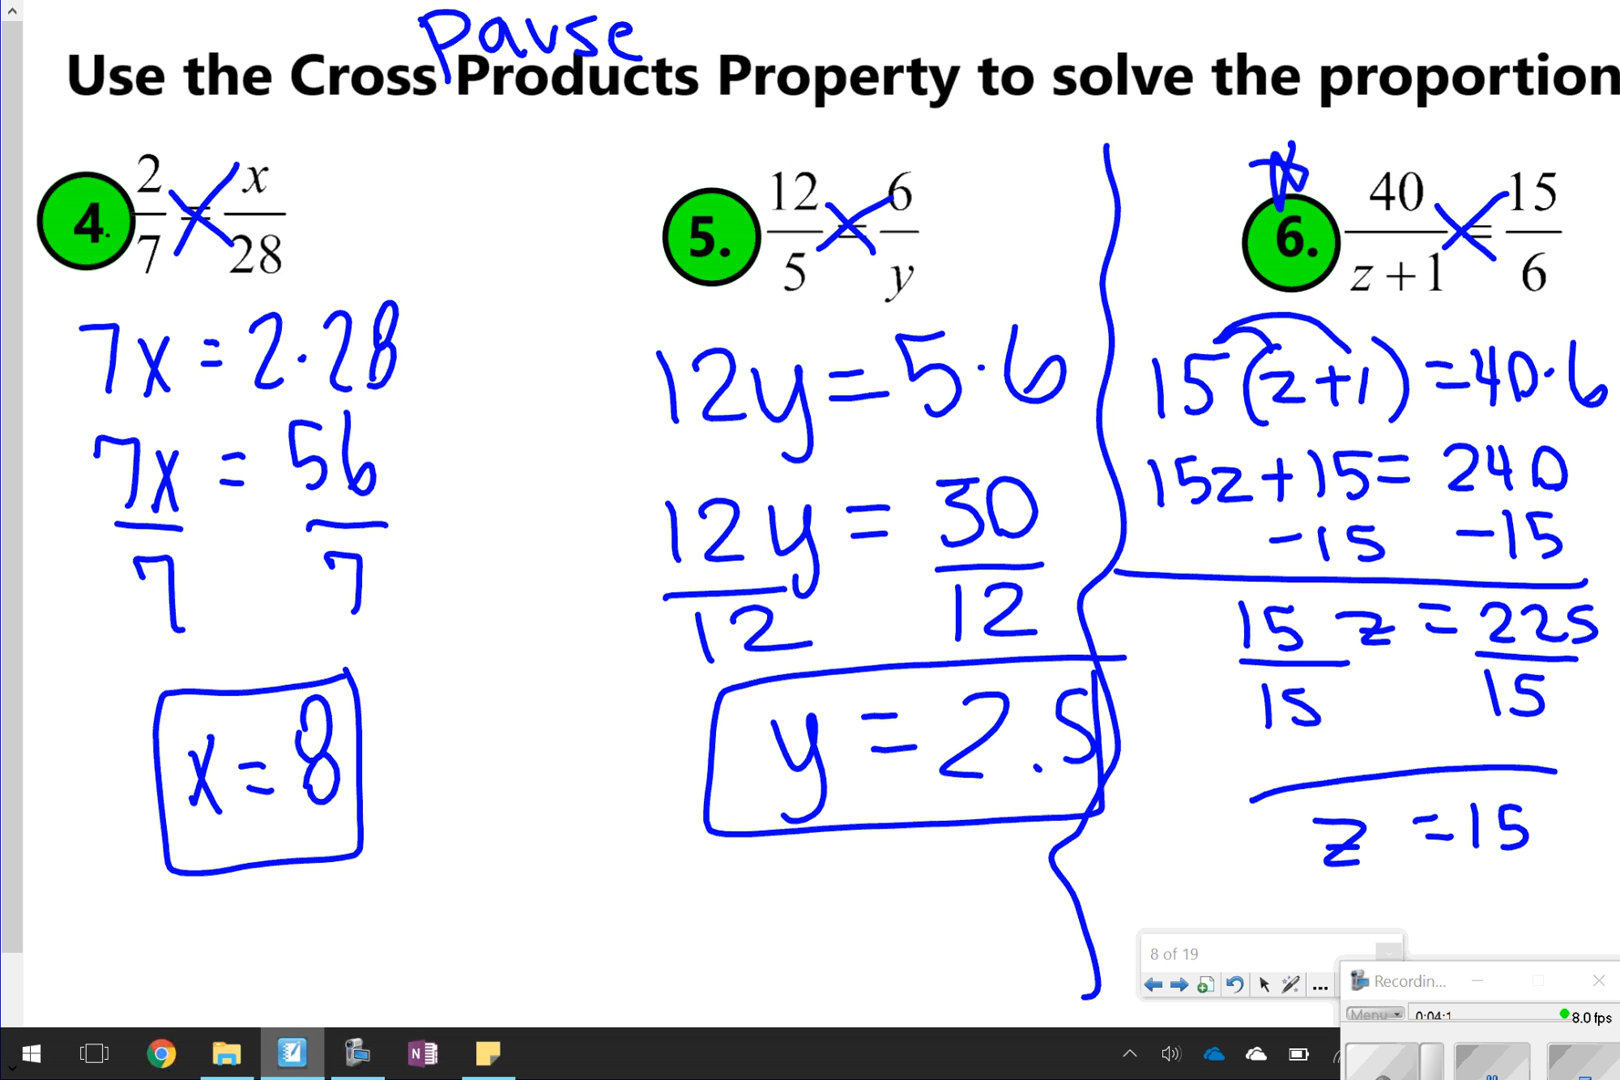 pause
Use the Cross Products Property to solve the proportion
4.
2/7 = x/28
7x = 2·28
7x = 56
7 7
x = 8
5.
12/5 = 6/y
12y = 5·6
12y = 30
12 12
y = 2.5
6.
40/z+1 = 15/6
15(z+1) = 40·6
15z+15 = 240
-15 -15
15z = 225
15 15
z = 15
8 of 19
...
Recordin...
Menu
0:04:1
8.0 fps
N